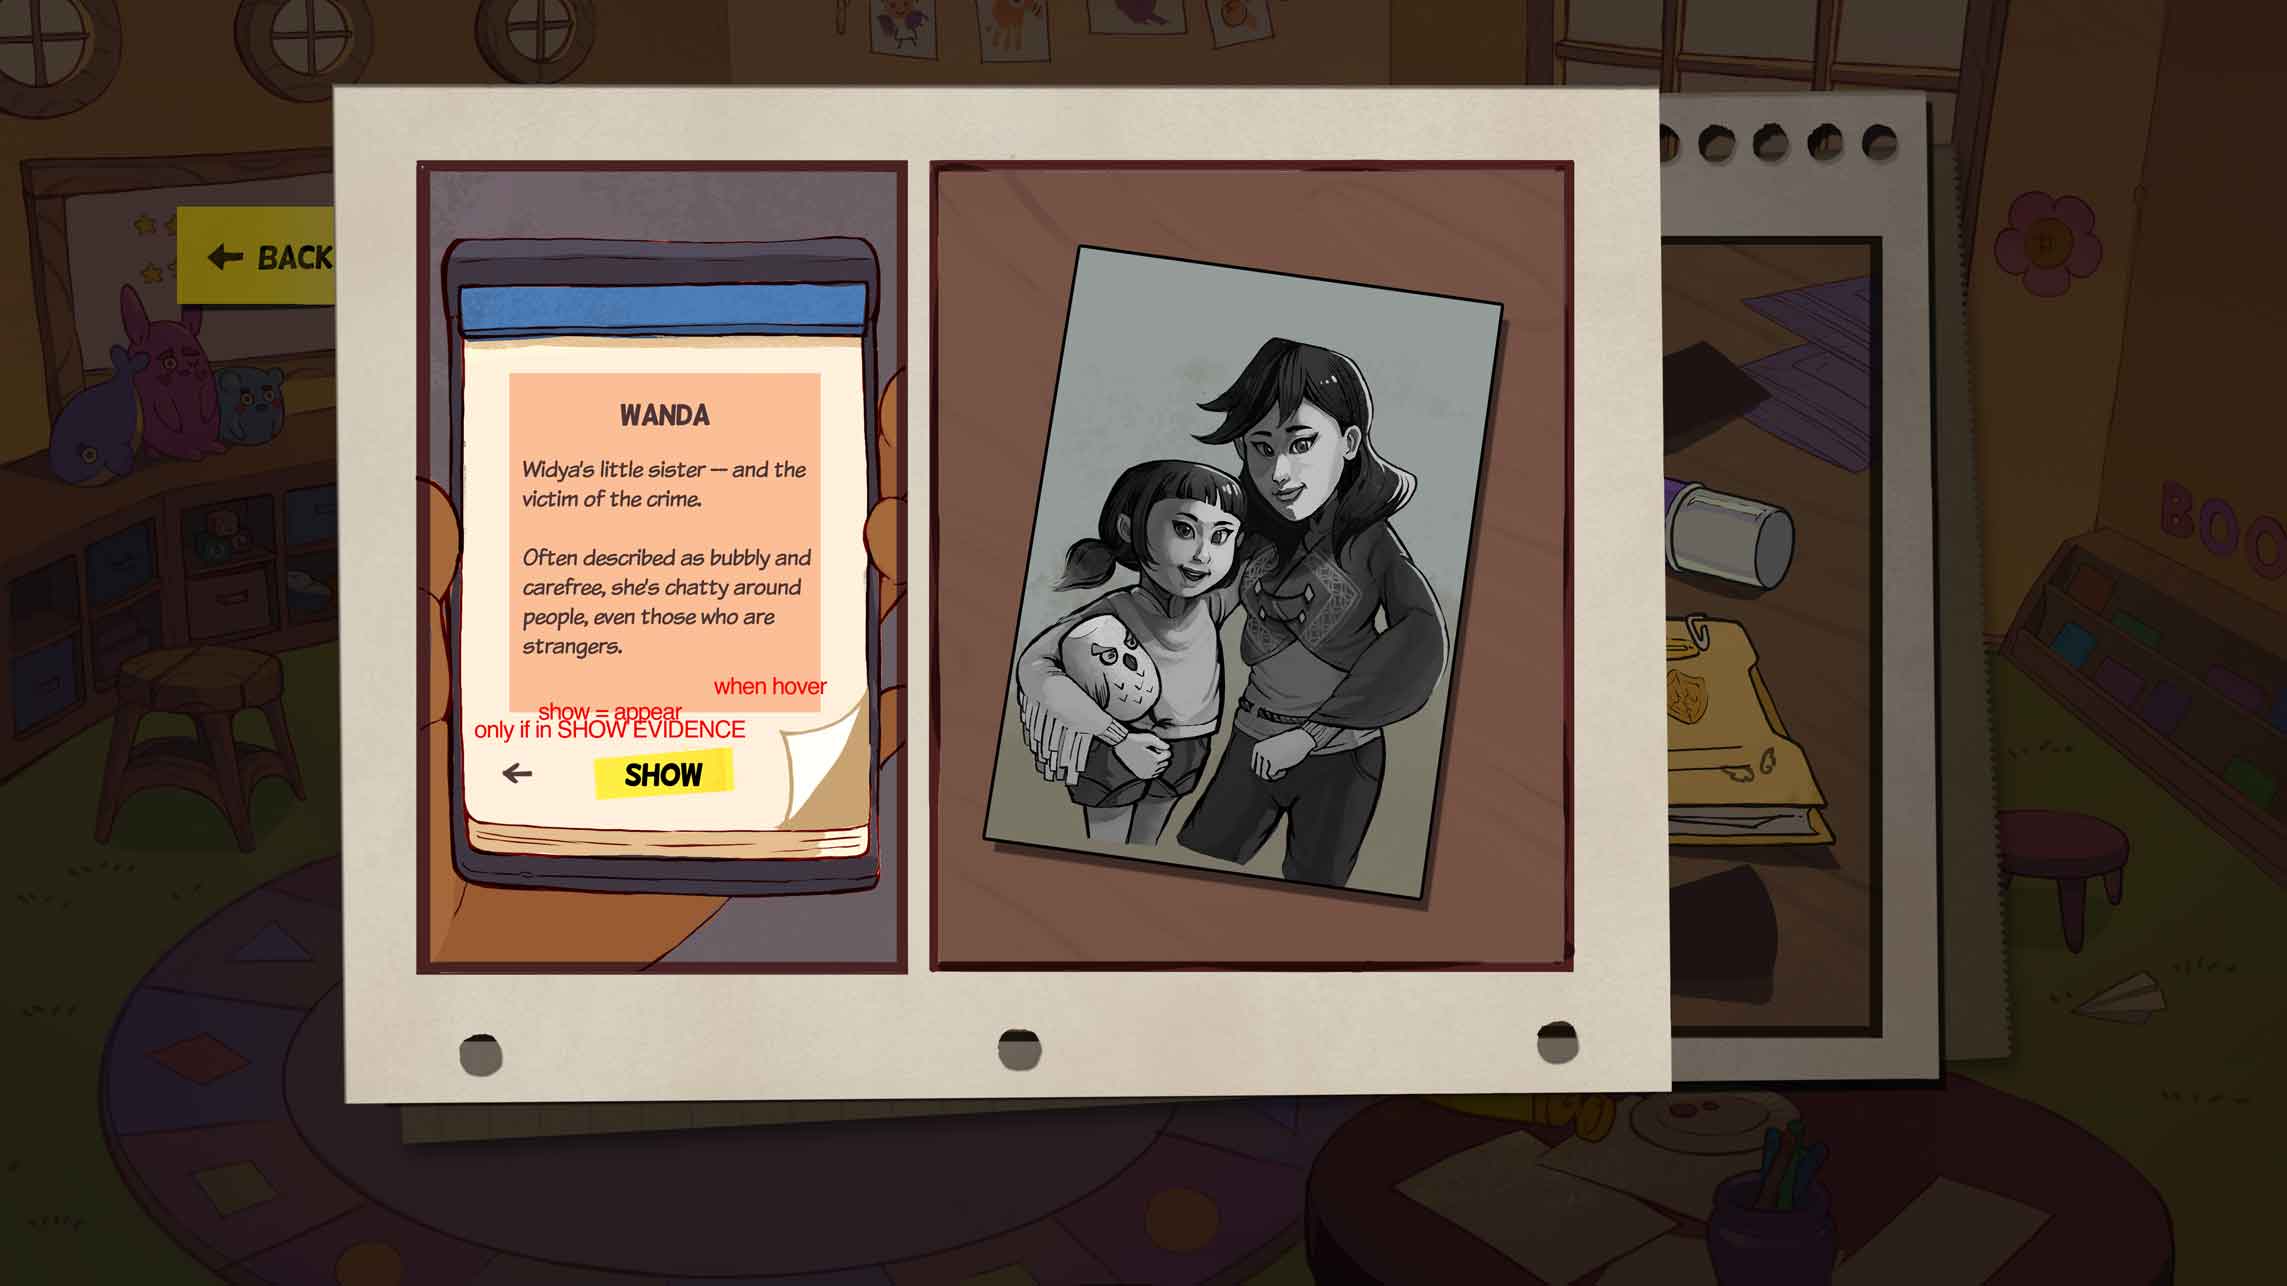 BACK
WANDA
Widya's little sister — and the
victim of the crime.
Often described as bubbly and
carefree, she's chatty around
people, even those who are
strangers.
when hover
show = appear
only if in SHOW EVIDENCE
SHOW
BOO